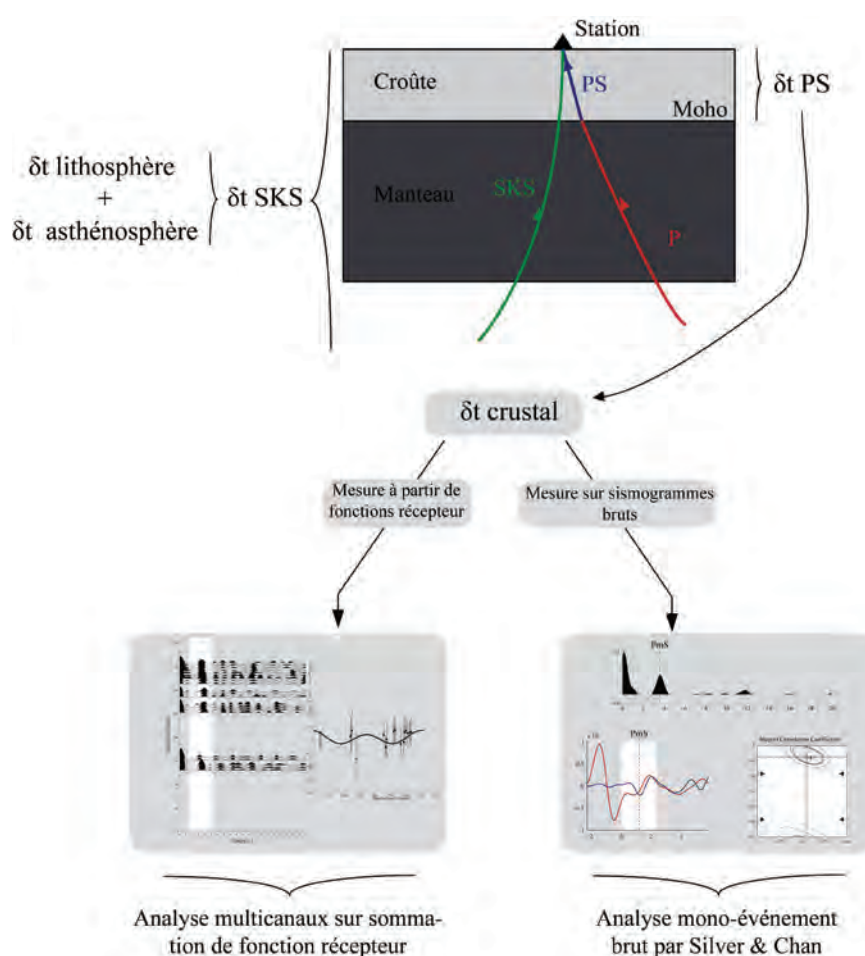 Station
Croûte
PS
δt PS
Moho
δt lithosphère
+
δt asthénosphère
δt SKS
SKS
Manteau
P
δt crustal
Mesure à partir de
fonctions récepteur
Mesure sur sismogrammes
bruts
PmS
PmS
Analyse multicanaux sur somma-
tion de fonction récepteur
Analyse mono-événement
brut par Silver & Chan